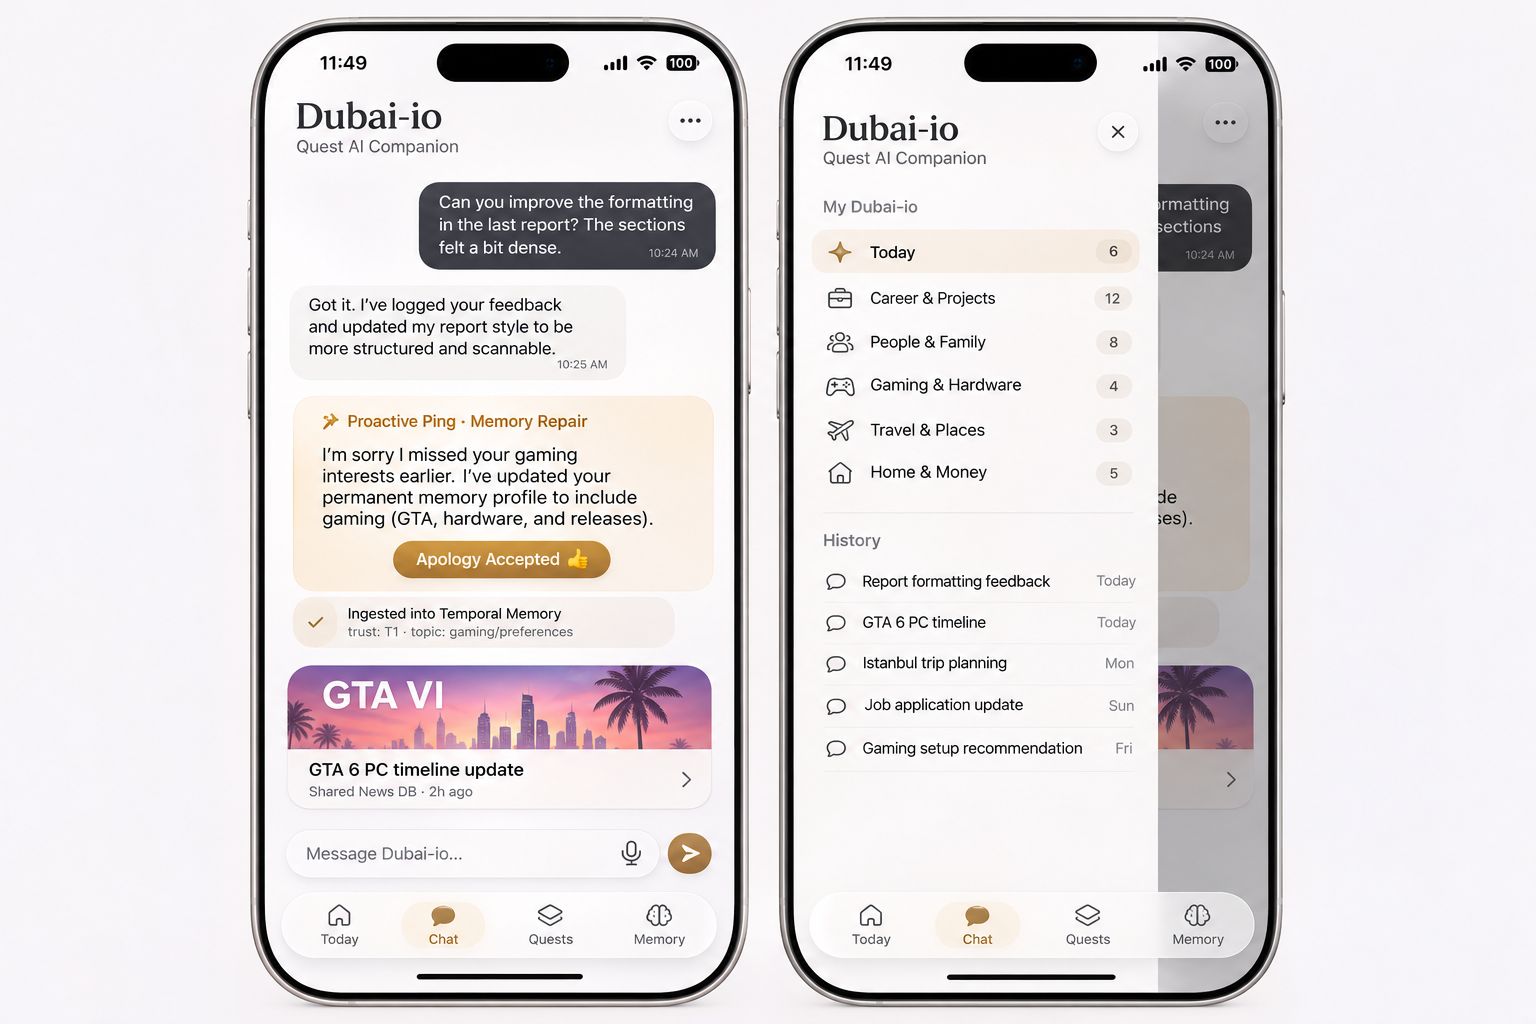 11:49
100
Dubai-io
Quest AI Companion
Can you improve the formatting
in the last report? The sections
felt a bit dense.
10:24 AM
Got it. I've logged your feedback
and updated my report style to be
more structured and scannable.
10:25 AM
Proactive Ping · Memory Repair
I'm sorry I missed your gaming
interests earlier. I've updated your
permanent memory profile to include
gaming (GTA, hardware, and releases).
Apology Accepted 👍
Ingested into Temporal Memory
trust: T1 · topic: gaming/preferences
GTA VI
GTA 6 PC timeline update
Shared News DB · 2h ago
Message Dubai-io...
Today
Chat
Quests
Memory
11:49
100
Dubai-io
Quest AI Companion
My Dubai-io
Today 6
Career & Projects 12
People & Family 8
Gaming & Hardware 4
Travel & Places 3
Home & Money 5
History
Report formatting feedback Today
GTA 6 PC timeline Today
Istanbul trip planning Mon
Job application update Sun
Gaming setup recommendation Fri
ormatting
sections
10:24 AM
de
ses).
Today
Chat
Quests
Memory